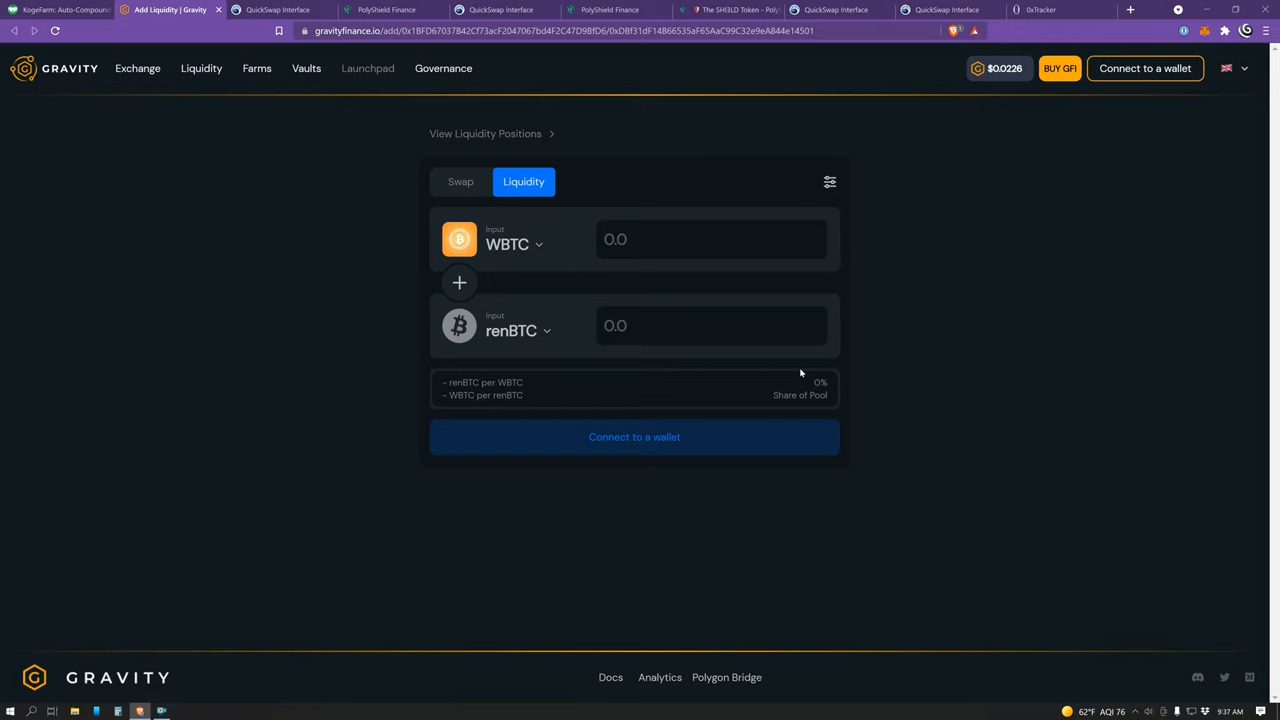 KogeFarm: Auto-Compound
Add Liquidity | Gravity
QuickSwap Interface
PolyShield Finance
QuickSwap Interface
PolyShield Finance
The SHI3LD Token - Poly
QuickSwap Interface
QuickSwap Interface
0xTracker
gravityfinance.io/add/0x1BFD67037B42Cf73acF2047067bd4F2C47D9BfD6/0xDBf31dF14B66535aF65AaC99C32e9eA844e14501
GRAVITY
Exchange
Liquidity
Farms
Vaults
Launchpad
Governance
$0.0226
BUY GFI
Connect to a wallet
View Liquidity Positions
Swap
Liquidity
Input
WBTC
0.0
Input
renBTC
0.0
- renBTC per WBTC
0%
- WBTC per renBTC
Share of Pool
Connect to a wallet
GRAVITY
Docs
Analytics
Polygon Bridge
62°F AQI 76
9:37 AM